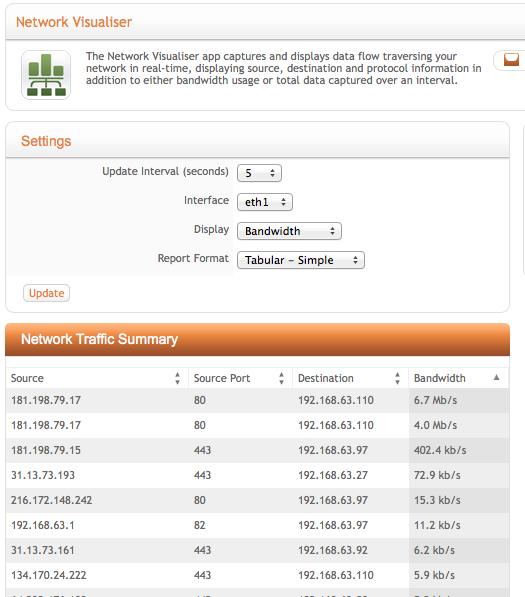 Network Visualiser
The Network Visualiser app captures and displays data flow traversing your
network in real-time, displaying source, destination and protocol information in
addition to either bandwidth usage or total data captured over an interval.
Settings
Update Interval (seconds) 5
Interface eth1
Display Bandwidth
Report Format Tabular - Simple
Update
Network Traffic Summary
Source Source Port Destination Bandwidth
181.198.79.17 80 192.168.63.110 6.7 Mb/s
181.198.79.17 80 192.168.63.110 4.0 Mb/s
181.198.79.15 443 192.168.63.97 402.4 kb/s
31.13.73.193 443 192.168.63.27 72.9 kb/s
216.172.148.242 80 192.168.63.97 15.3 kb/s
192.168.63.1 82 192.168.63.97 11.2 kb/s
31.13.73.161 443 192.168.63.92 6.2 kb/s
134.170.24.222 443 192.168.63.110 5.9 kb/s